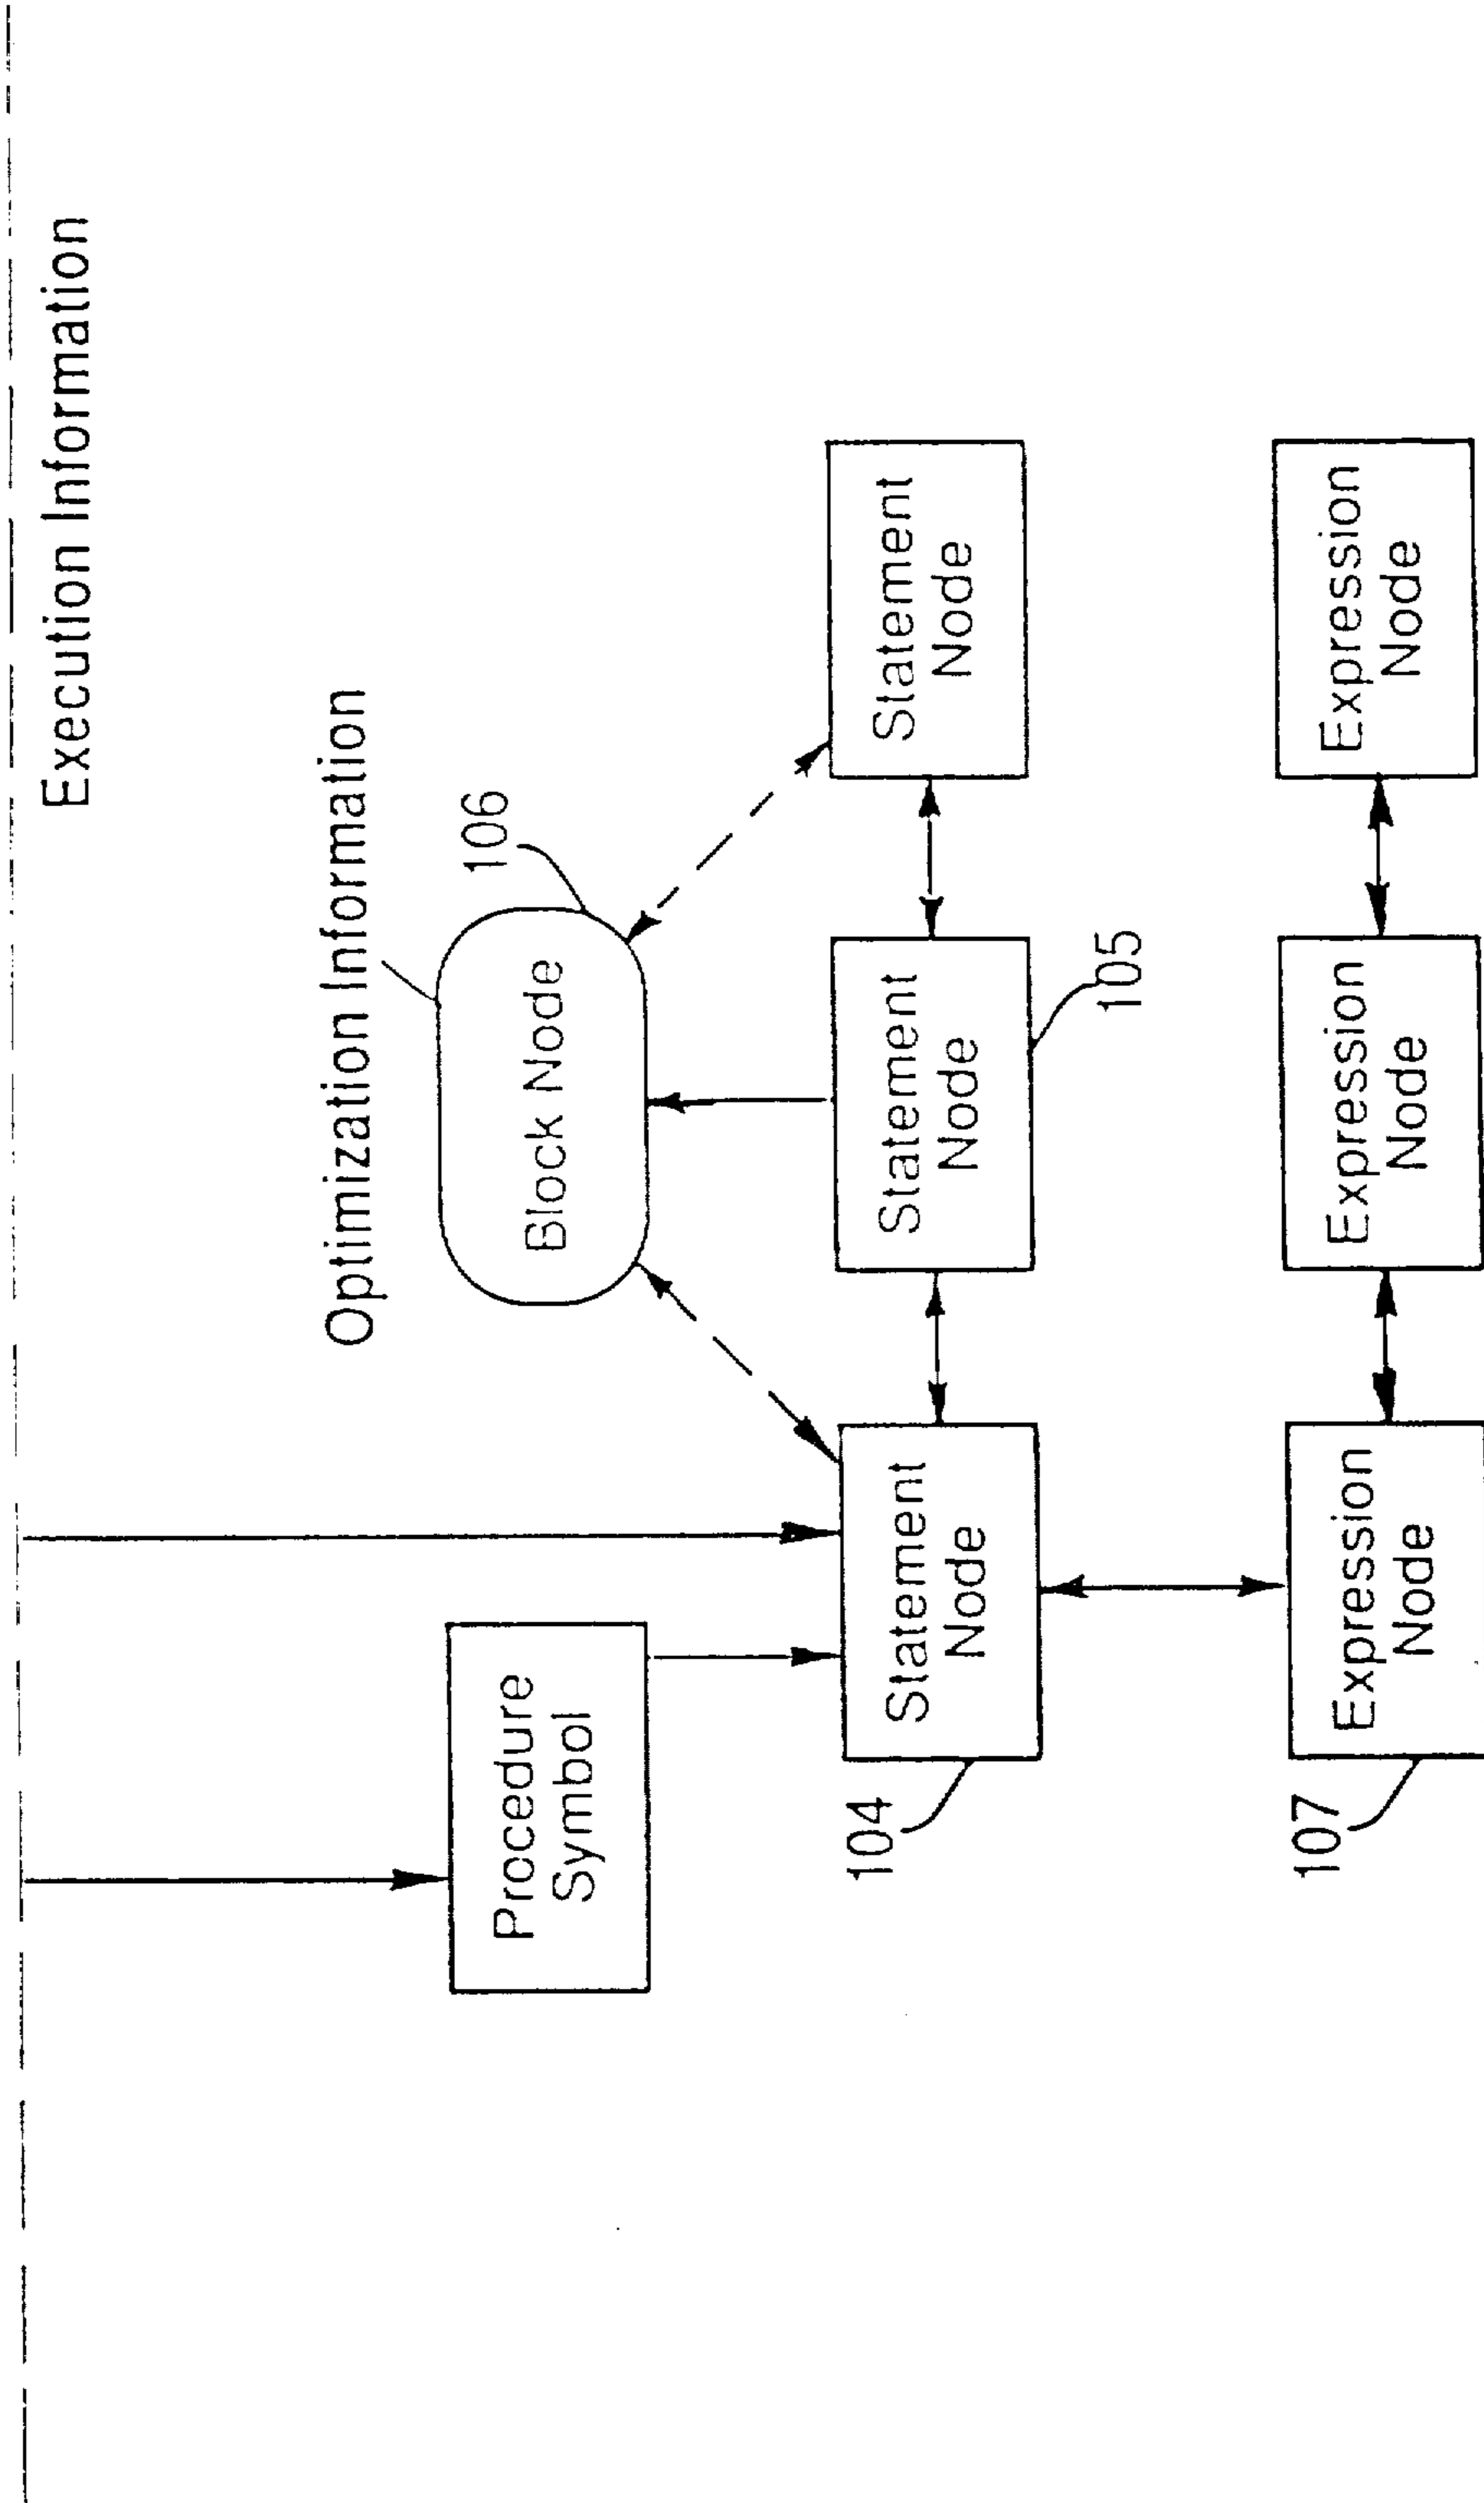 Execution Information
Optimization Information
106
Block Node
Procedure
Symbol
Statement
Node
Statement
Node
Statement
Node
104
105
Expression
Node
Expression
Node
Expression
Node
107